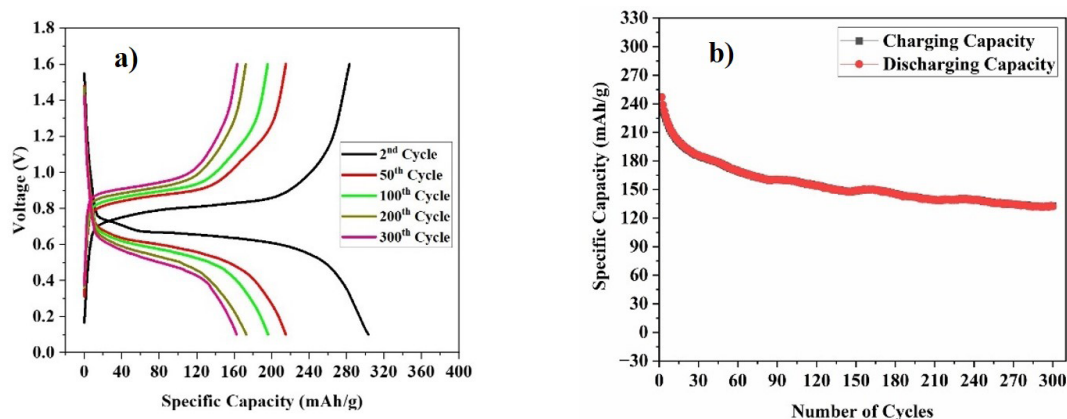 a)
Voltage (V)
1.8
1.6
1.4
1.2
1.0
0.8
0.6
0.4
0.2
0.0
2nd Cycle
50th Cycle
100th Cycle
200th Cycle
300th Cycle
0 40 80 120 160 200 240 280 320 360 400
Specific Capacity (mAh/g)
b)
Specific Capacity (mAh/g)
330
300
270
240
210
180
150
120
90
60
30
0
−30
Charging Capacity
Discharging Capacity
0 30 60 90 120 150 180 210 240 270 300
Number of Cycles